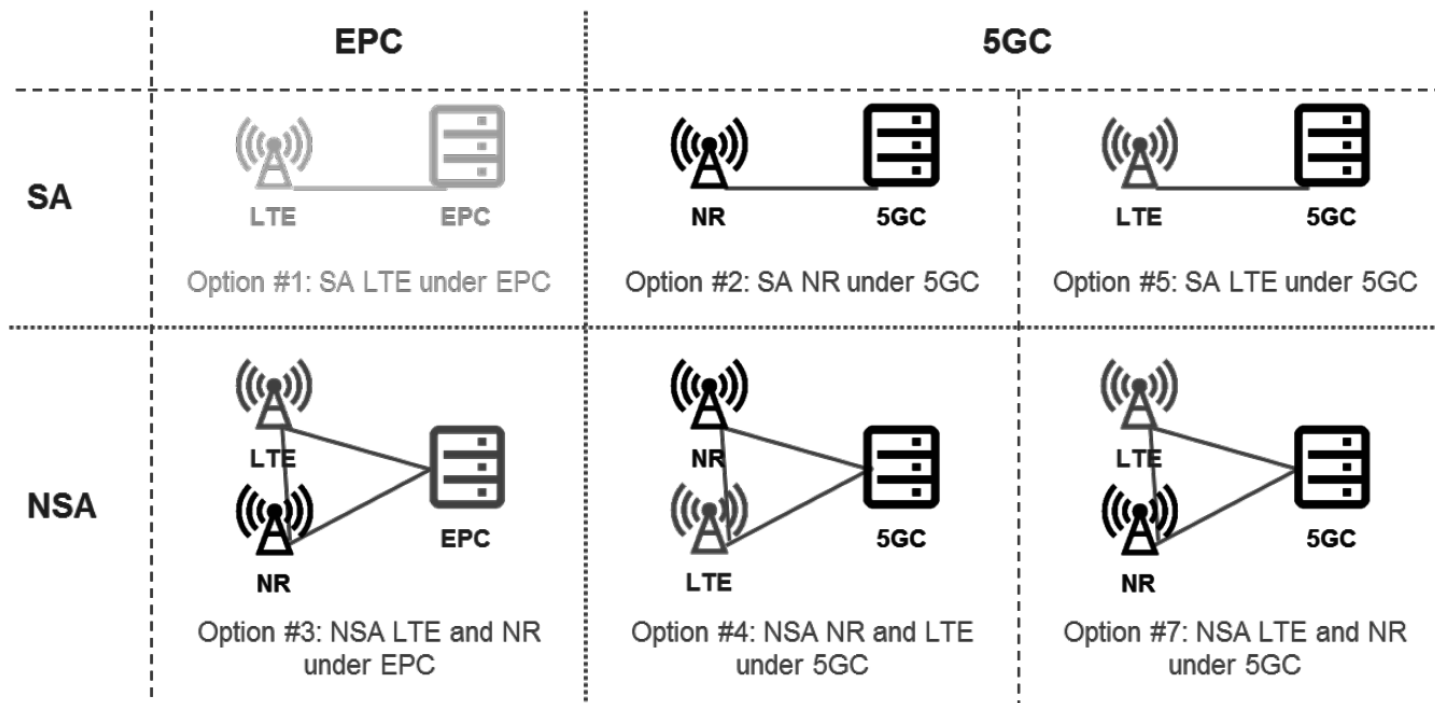 EPC
5GC
SA
LTE
EPC
Option #1: SA LTE under EPC
NR
5GC
Option #2: SA NR under 5GC
LTE
5GC
Option #5: SA LTE under 5GC
NSA
LTE
NR
EPC
Option #3: NSA LTE and NR
under EPC
NR
LTE
5GC
Option #4: NSA NR and LTE
under 5GC
LTE
NR
5GC
Option #7: NSA LTE and NR
under 5GC